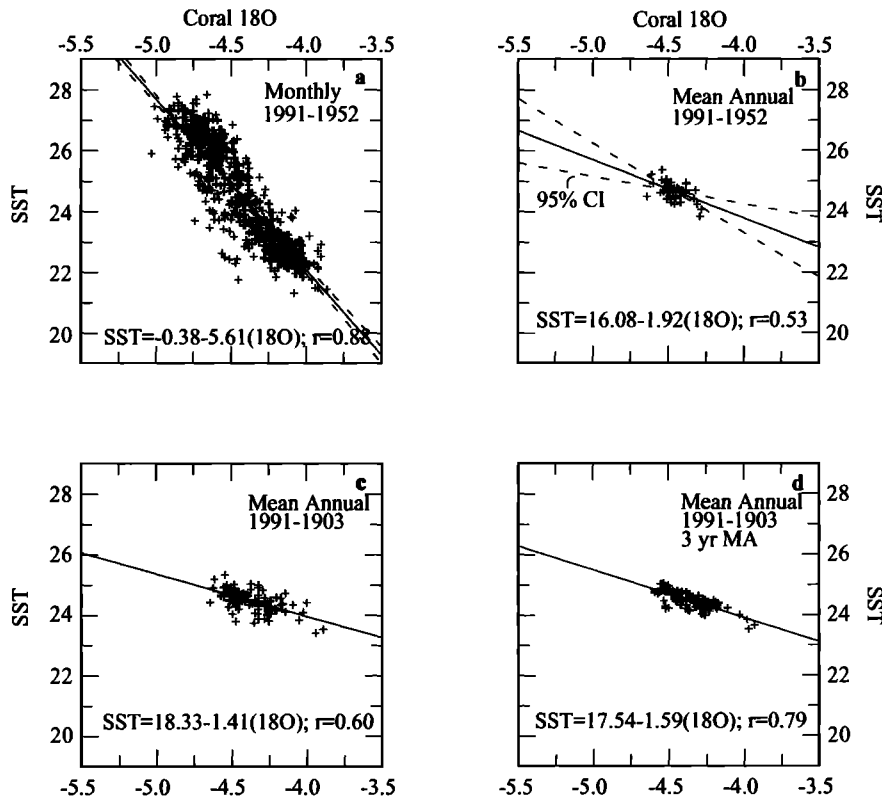 Coral 18O
Coral 18O
-5.5 -5.0 -4.5 -4.0 -3.5
-5.5 -5.0 -4.5 -4.0 -3.5
a
Monthly
1991-1952
28
26
24
22
20
SST
SST=-0.38-5.61(18O); r=0.88
b
Mean Annual
1991-1952
95% CI
28
26
24
22
20
SST
SST=16.08-1.92(18O); r=0.53
c
Mean Annual
1991-1903
28
26
24
22
20
SST
SST=18.33-1.41(18O); r=0.60
-5.5 -5.0 -4.5 -4.0 -3.5
d
Mean Annual
1991-1903
3 yr MA
28
26
24
22
20
SST
SST=17.54-1.59(18O); r=0.79
-5.5 -5.0 -4.5 -4.0 -3.5